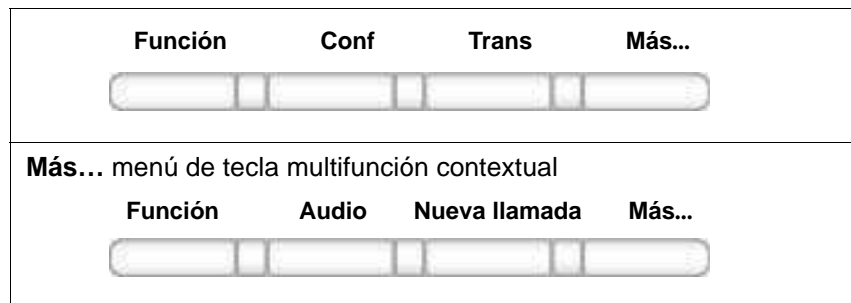 Función Conf Trans Más...
Más… menú de tecla multifunción contextual
Función Audio Nueva llamada Más...